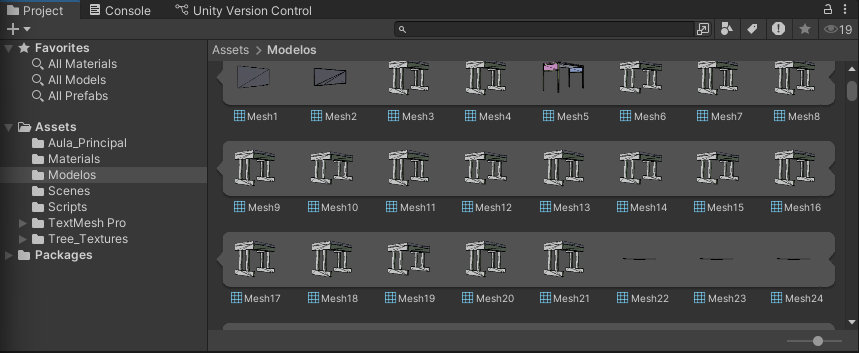 Project Console Unity Version Control
19
Favorites
All Materials
All Models
All Prefabs
Assets
Aula_Principal
Materials
Modelos
Scenes
Scripts
TextMesh Pro
Tree_Textures
Packages
Assets > Modelos
Mesh1 Mesh2 Mesh3 Mesh4 Mesh5 Mesh6 Mesh7 Mesh8
Mesh9 Mesh10 Mesh11 Mesh12 Mesh13 Mesh14 Mesh15 Mesh16
Mesh17 Mesh18 Mesh19 Mesh20 Mesh21 Mesh22 Mesh23 Mesh24